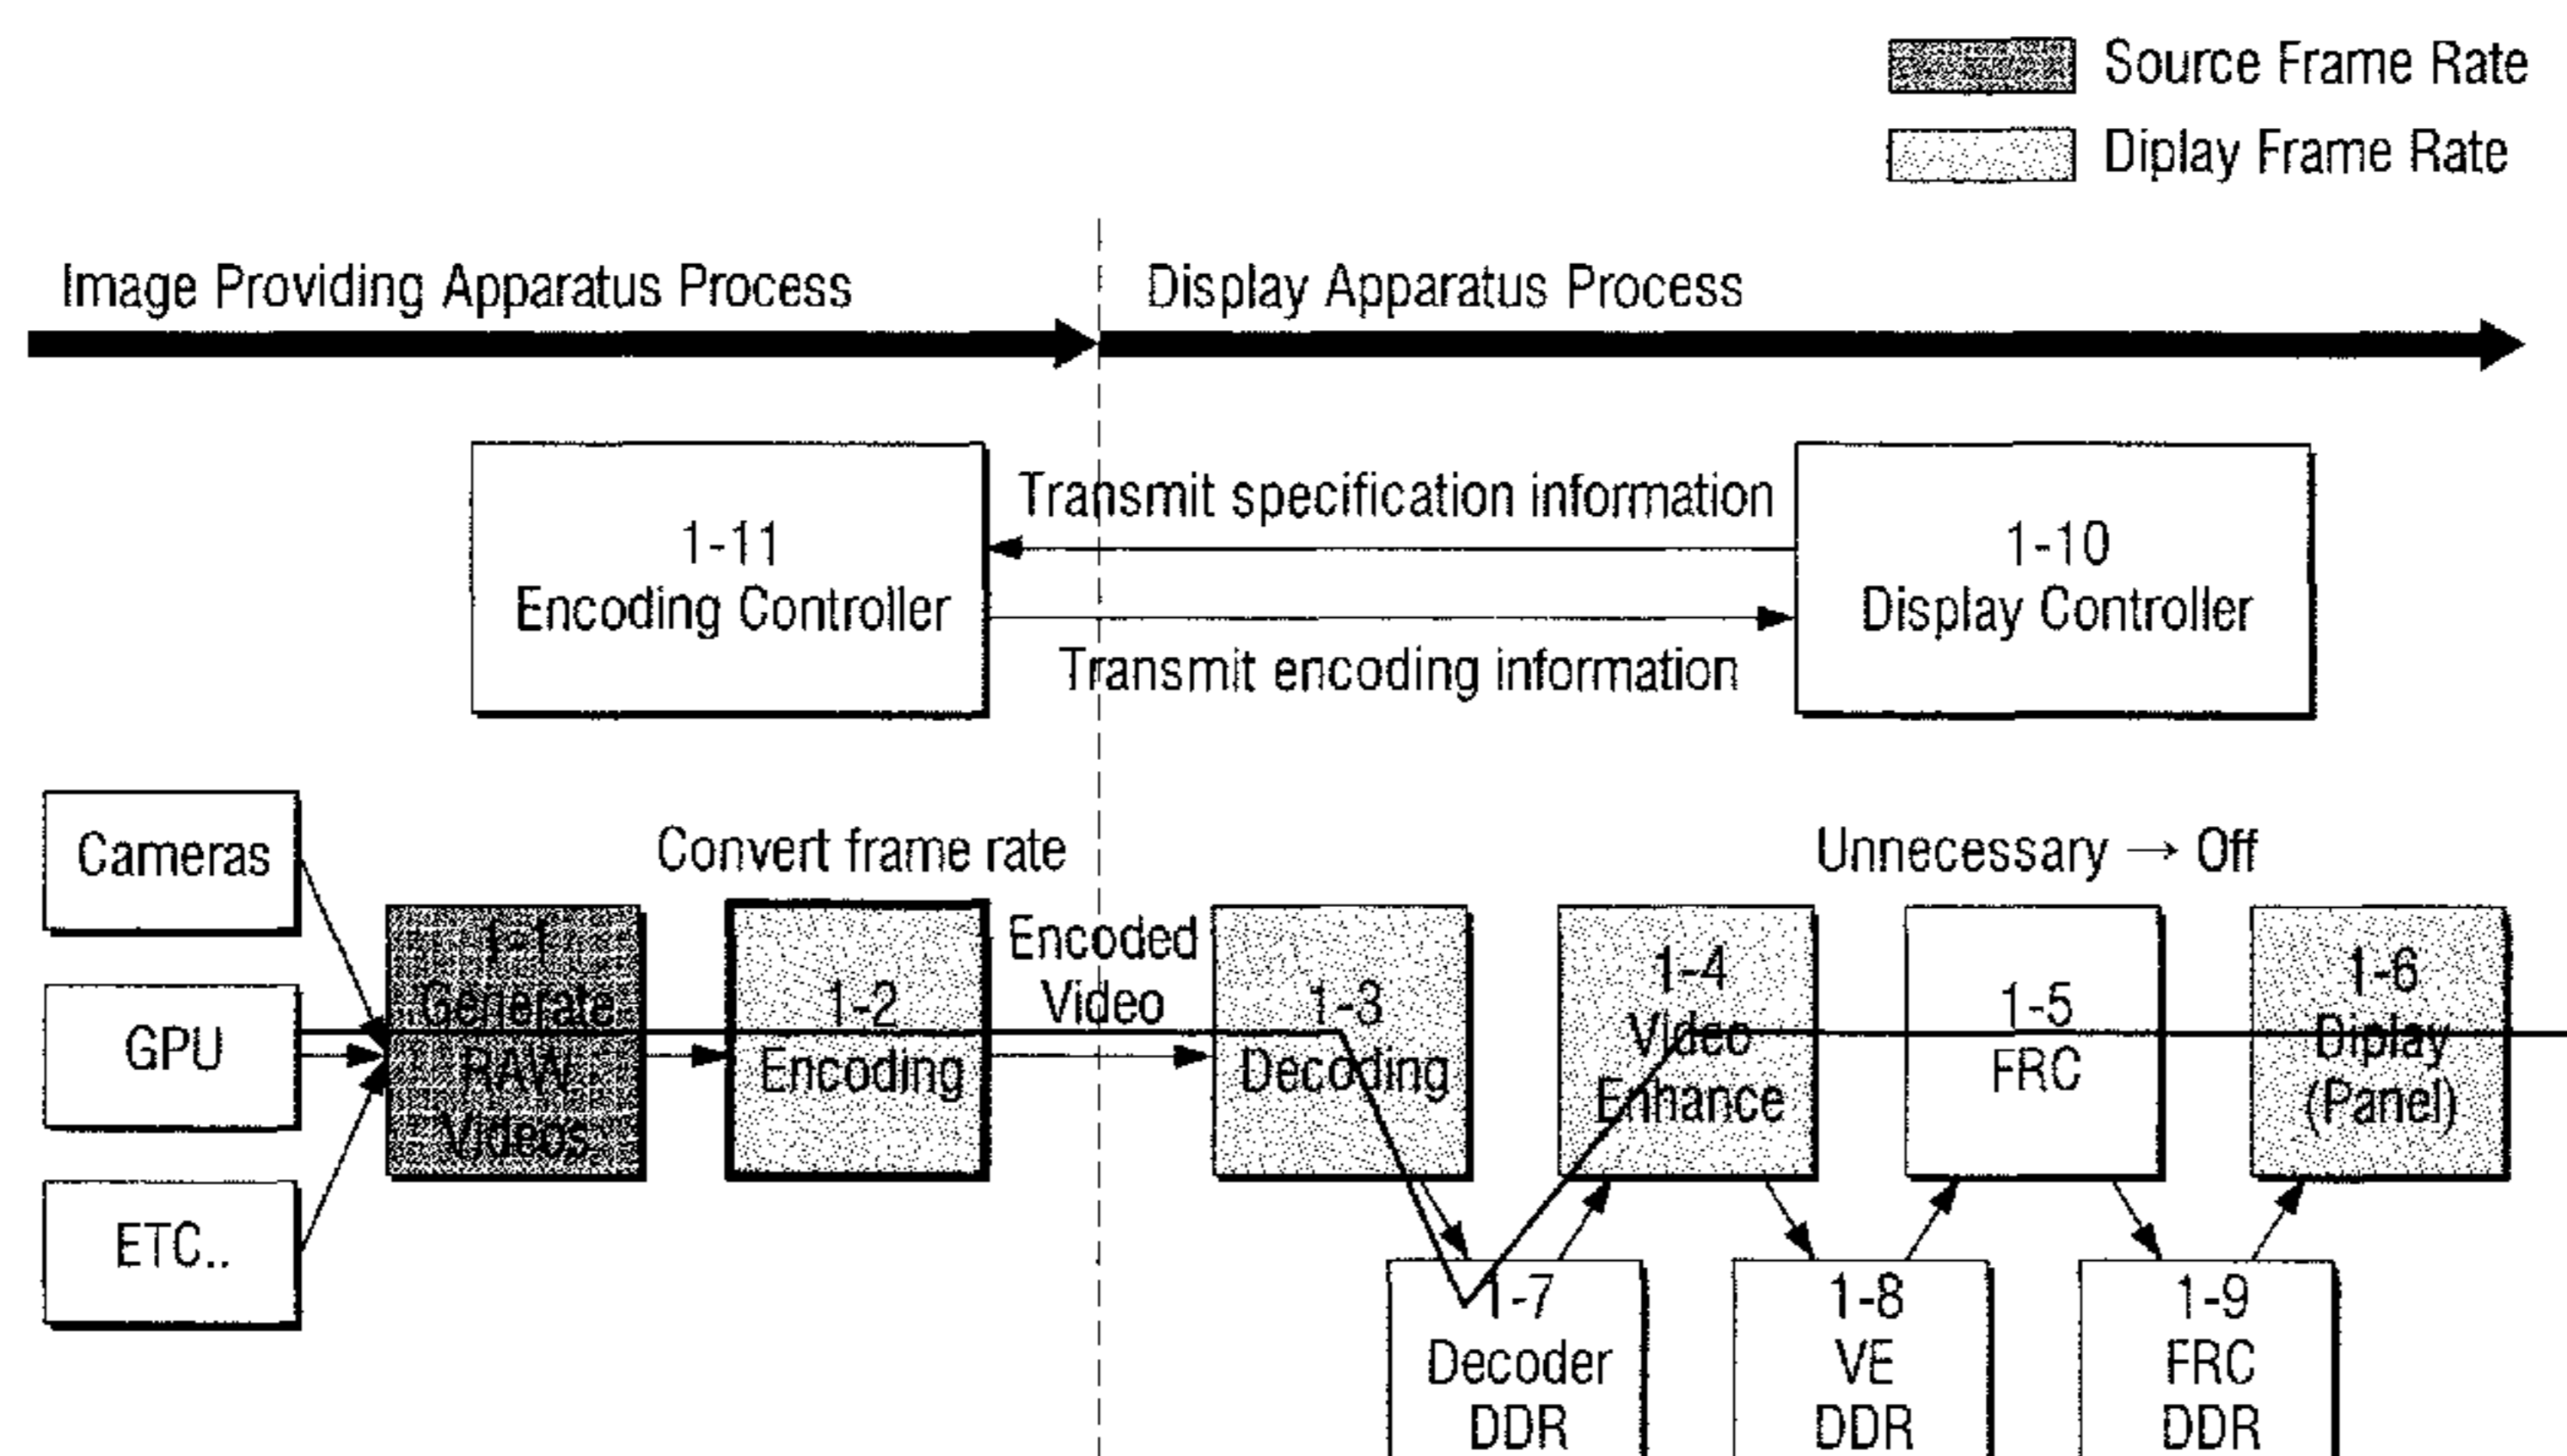 Source Frame Rate
Diplay Frame Rate
Image Providing Apparatus Process
Display Apparatus Process
1-11
Encoding Controller
Transmit specification information
Transmit encoding information
1-10
Display Controller
Cameras
GPU
ETC..
1-1
Generate
RAW
Videos
Convert frame rate
1-2
Encoding
Encoded
Video
1-3
Decoding
1-4
Video
Enhance
Unnecessary → Off
1-5
FRC
1-6
Diplay
(Panel)
1-7
Decoder
DDR
1-8
VE
DDR
1-9
FRC
DDR